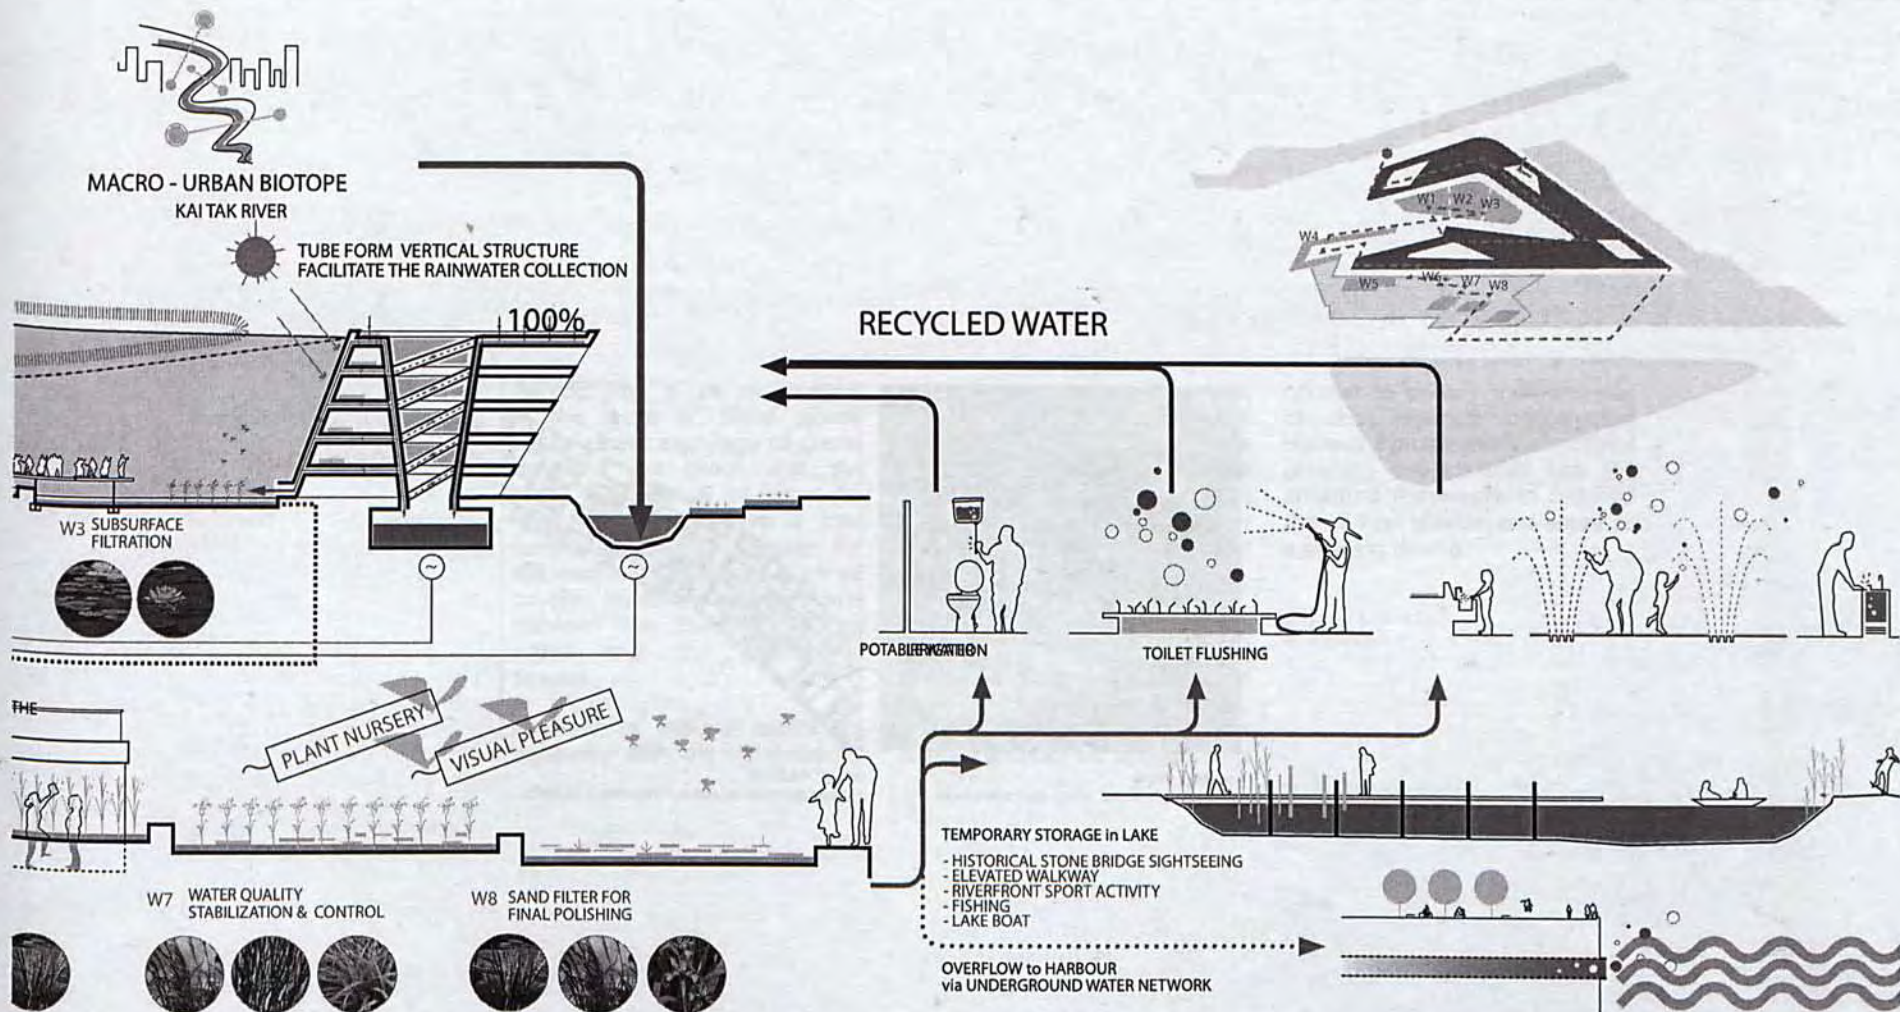 MACRO - URBAN BIOTOPE
KAI TAK RIVER
TUBE FORM VERTICAL STRUCTURE
FACILITATE THE RAINWATER COLLECTION
100%
RECYCLED WATER
W1 W2 W3
W4
W5
W6
W7
W8
W3 SUBSURFACE
FILTRATION
TOILET FLUSHING
THE
PLANT NURSERY
VISUAL PLEASURE
W7 WATER QUALITY
STABILIZATION & CONTROL
W8 SAND FILTER FOR
FINAL POLISHING
TEMPORARY STORAGE in LAKE
- HISTORICAL STONE BRIDGE SIGHTSEEING
- ELEVATED WALKWAY
- RIVERFRONT SPORT ACTIVITY
- FISHING
- LAKE BOAT
OVERFLOW to HARBOUR
via UNDERGROUND WATER NETWORK